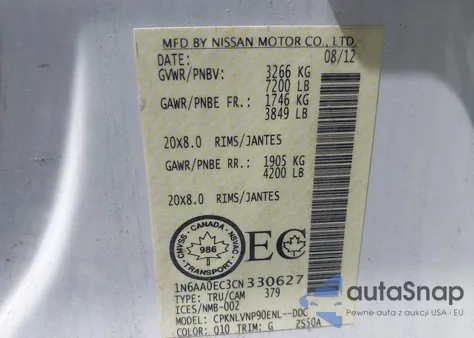 MFD BY NISSAN MOTOR CO., LTD.
DATE: 08/12
GVWR/PNBV: 3266 KG
7200 LB
GAWR/PNBE FR.: 1746 KG
3849 LB
20x8.0 RIMS/JANTES
GAWR/PNBE RR.: 1905 KG
4200 LB
20x8.0 RIMS/JANTES
CMVSS - CANADA - NSVAC
986
TRANSPORT
EC
1N6AA0EC3CN330627
TYPE: TRU/CAM 379
ICES/NMB-002
MODEL: CPKNLVNP90ENL--DDC
COLOR: Q10 TRIM: G ZS50A
autoSnap
Pewne auta z aukcji USA - EU